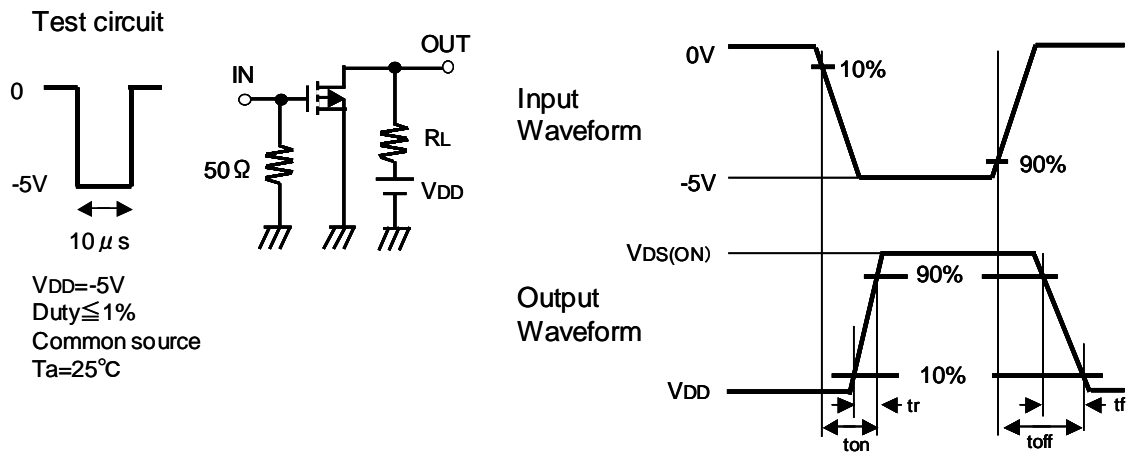 Test circuit
0
-5V
10 μ s
IN
OUT
50Ω
RL
VDD
VDD=-5V
Duty≦1%
Common source
Ta=25℃
Input
Waveform
0V
10%
-5V
90%
Output
Waveform
VDS(ON)
90%
VDD
10%
tr
tf
ton
toff